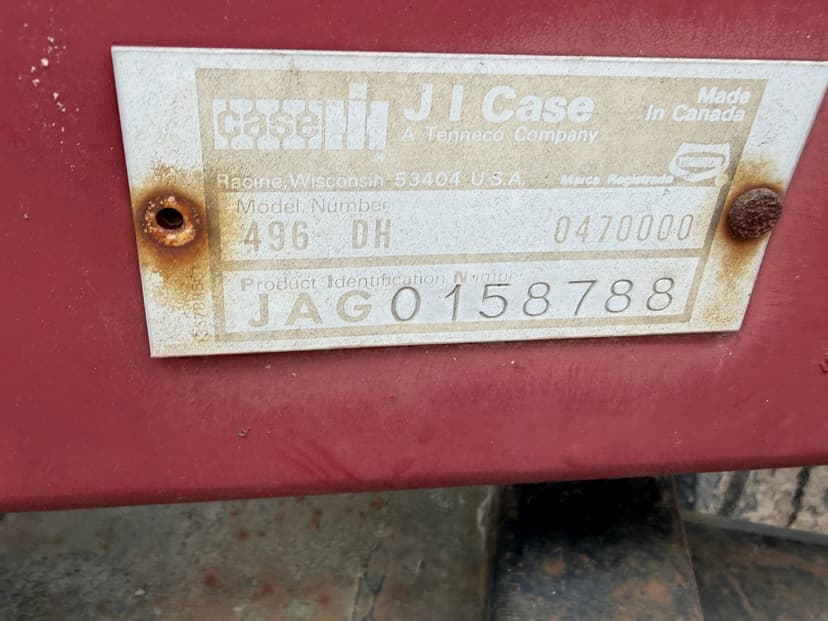 case IH
J I Case
A Tenneco Company
Made
In Canada
Racine, Wisconsin 53404 U.S.A.
Marca Registrada
Model Number
496 DH 0470000
Product Identification Number
JAG0158788